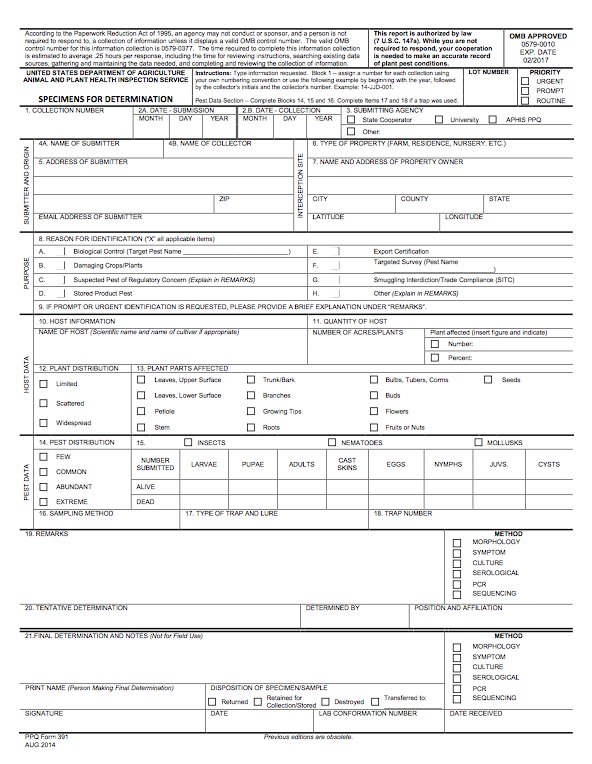 According to the Paperwork Reduction Act of 1995, an agency may not conduct or sponsor, and a person is not
required to respond to, a collection of information unless it displays a valid OMB control number. The valid OMB
control number for this information collection is 0579-0377. The time required to complete this information collection
is estimated to average .25 hours per response, including the time for reviewing instructions, searching existing data
sources, gathering and maintaining the data needed, and completing and reviewing the collection of information.
This report is authorized by law
(7 U.S.C. 147a). While you are not
required to respond, your cooperation
is needed to make an accurate record
of plant pest conditions.
OMB APPROVED
0579-0010
EXP. DATE
02/2017
UNITED STATES DEPARTMENT OF AGRICULTURE
ANIMAL AND PLANT HEALTH INSPECTION SERVICE
SPECIMENS FOR DETERMINATION
Instructions: Type information requested. Block 1 – assign a number for each collection using
your numbering convention or use the following example by beginning with the year, followed
by the collector's initials and the collector's number. Example: 14-JJD-001.
Pest Data Section – Complete Blocks 14, 15 and 16. Complete Items 17 and 18 if a trap was used.
LOT NUMBER
PRIORITY
URGENT
PROMPT
ROUTINE
1. COLLECTION NUMBER
2A. DATE - SUBMISSION
MONTH DAY YEAR
2.B. DATE - COLLECTION
MONTH DAY YEAR
3. SUBMITTING AGENCY
State Cooperator University APHIS PPQ
Other:
SUBMITTER AND ORIGIN
4A. NAME OF SUBMITTER
4B. NAME OF COLLECTOR
5. ADDRESS OF SUBMITTER
ZIP
EMAIL ADDRESS OF SUBMITTER
INTERCEPTION SITE
6. TYPE OF PROPERTY (FARM, RESIDENCE, NURSERY. ETC.)
7. NAME AND ADDRESS OF PROPERTY OWNER
CITY COUNTY STATE
LATITUDE LONGITUDE
PURPOSE
8. REASON FOR IDENTIFICATION ("X" all applicable items)
A. Biological Control (Target Pest Name ______________________________)
B. Damaging Crops/Plants
C. Suspected Pest of Regulatory Concern (Explain in REMARKS)
D. Stored Product Pest
E. Export Certification
F. Targeted Survey (Pest Name
______________________________)
G. Smuggling Interdiction/Trade Compliance (SITC)
H. Other (Explain in REMARKS)
9. IF PROMPT OR URGENT IDENTIFICATION IS REQUESTED, PLEASE PROVIDE A BRIEF EXPLANATION UNDER "REMARKS".
HOST DATA
10. HOST INFORMATION
NAME OF HOST (Scientific name and name of cultivar if appropriate)
11. QUANTITY OF HOST
NUMBER OF ACRES/PLANTS
Plant affected (insert figure and indicate)
Number:
Percent:
12. PLANT DISTRIBUTION
Limited
Scattered
Widespread
13. PLANT PARTS AFFECTED
Leaves, Upper Surface Trunk/Bark Bulbs, Tubers, Corms Seeds
Leaves, Lower Surface Branches Buds
Petiole Growing Tips Flowers
Stem Roots Fruits or Nuts
PEST DATA
14. PEST DISTRIBUTION
FEW
COMMON
ABUNDANT
EXTREME
15. INSECTS NEMATODES MOLLUSKS
NUMBER
SUBMITTED
LARVAE PUPAE ADULTS
CAST
SKINS
EGGS NYMPHS JUVS. CYSTS
ALIVE
DEAD
16. SAMPLING METHOD
17. TYPE OF TRAP AND LURE
18. TRAP NUMBER
19. REMARKS
METHOD
MORPHOLOGY
SYMPTOM
CULTURE
SEROLOGICAL
PCR
SEQUENCING
20. TENTATIVE DETERMINATION
DETERMINED BY
POSITION AND AFFILIATION
21.FINAL DETERMINATION AND NOTES (Not for Field Use)
METHOD
MORPHOLOGY
SYMPTOM
CULTURE
SEROLOGICAL
PCR
SEQUENCING
PRINT NAME (Person Making Final Determination)
DISPOSITION OF SPECIMEN/SAMPLE
Returned
Retained for
Collection/Stored
Destroyed
Transferred to:
SIGNATURE
DATE
LAB CONFORMATION NUMBER
DATE RECEIVED
PPQ Form 391
AUG 2014
Previous editions are obsolete.